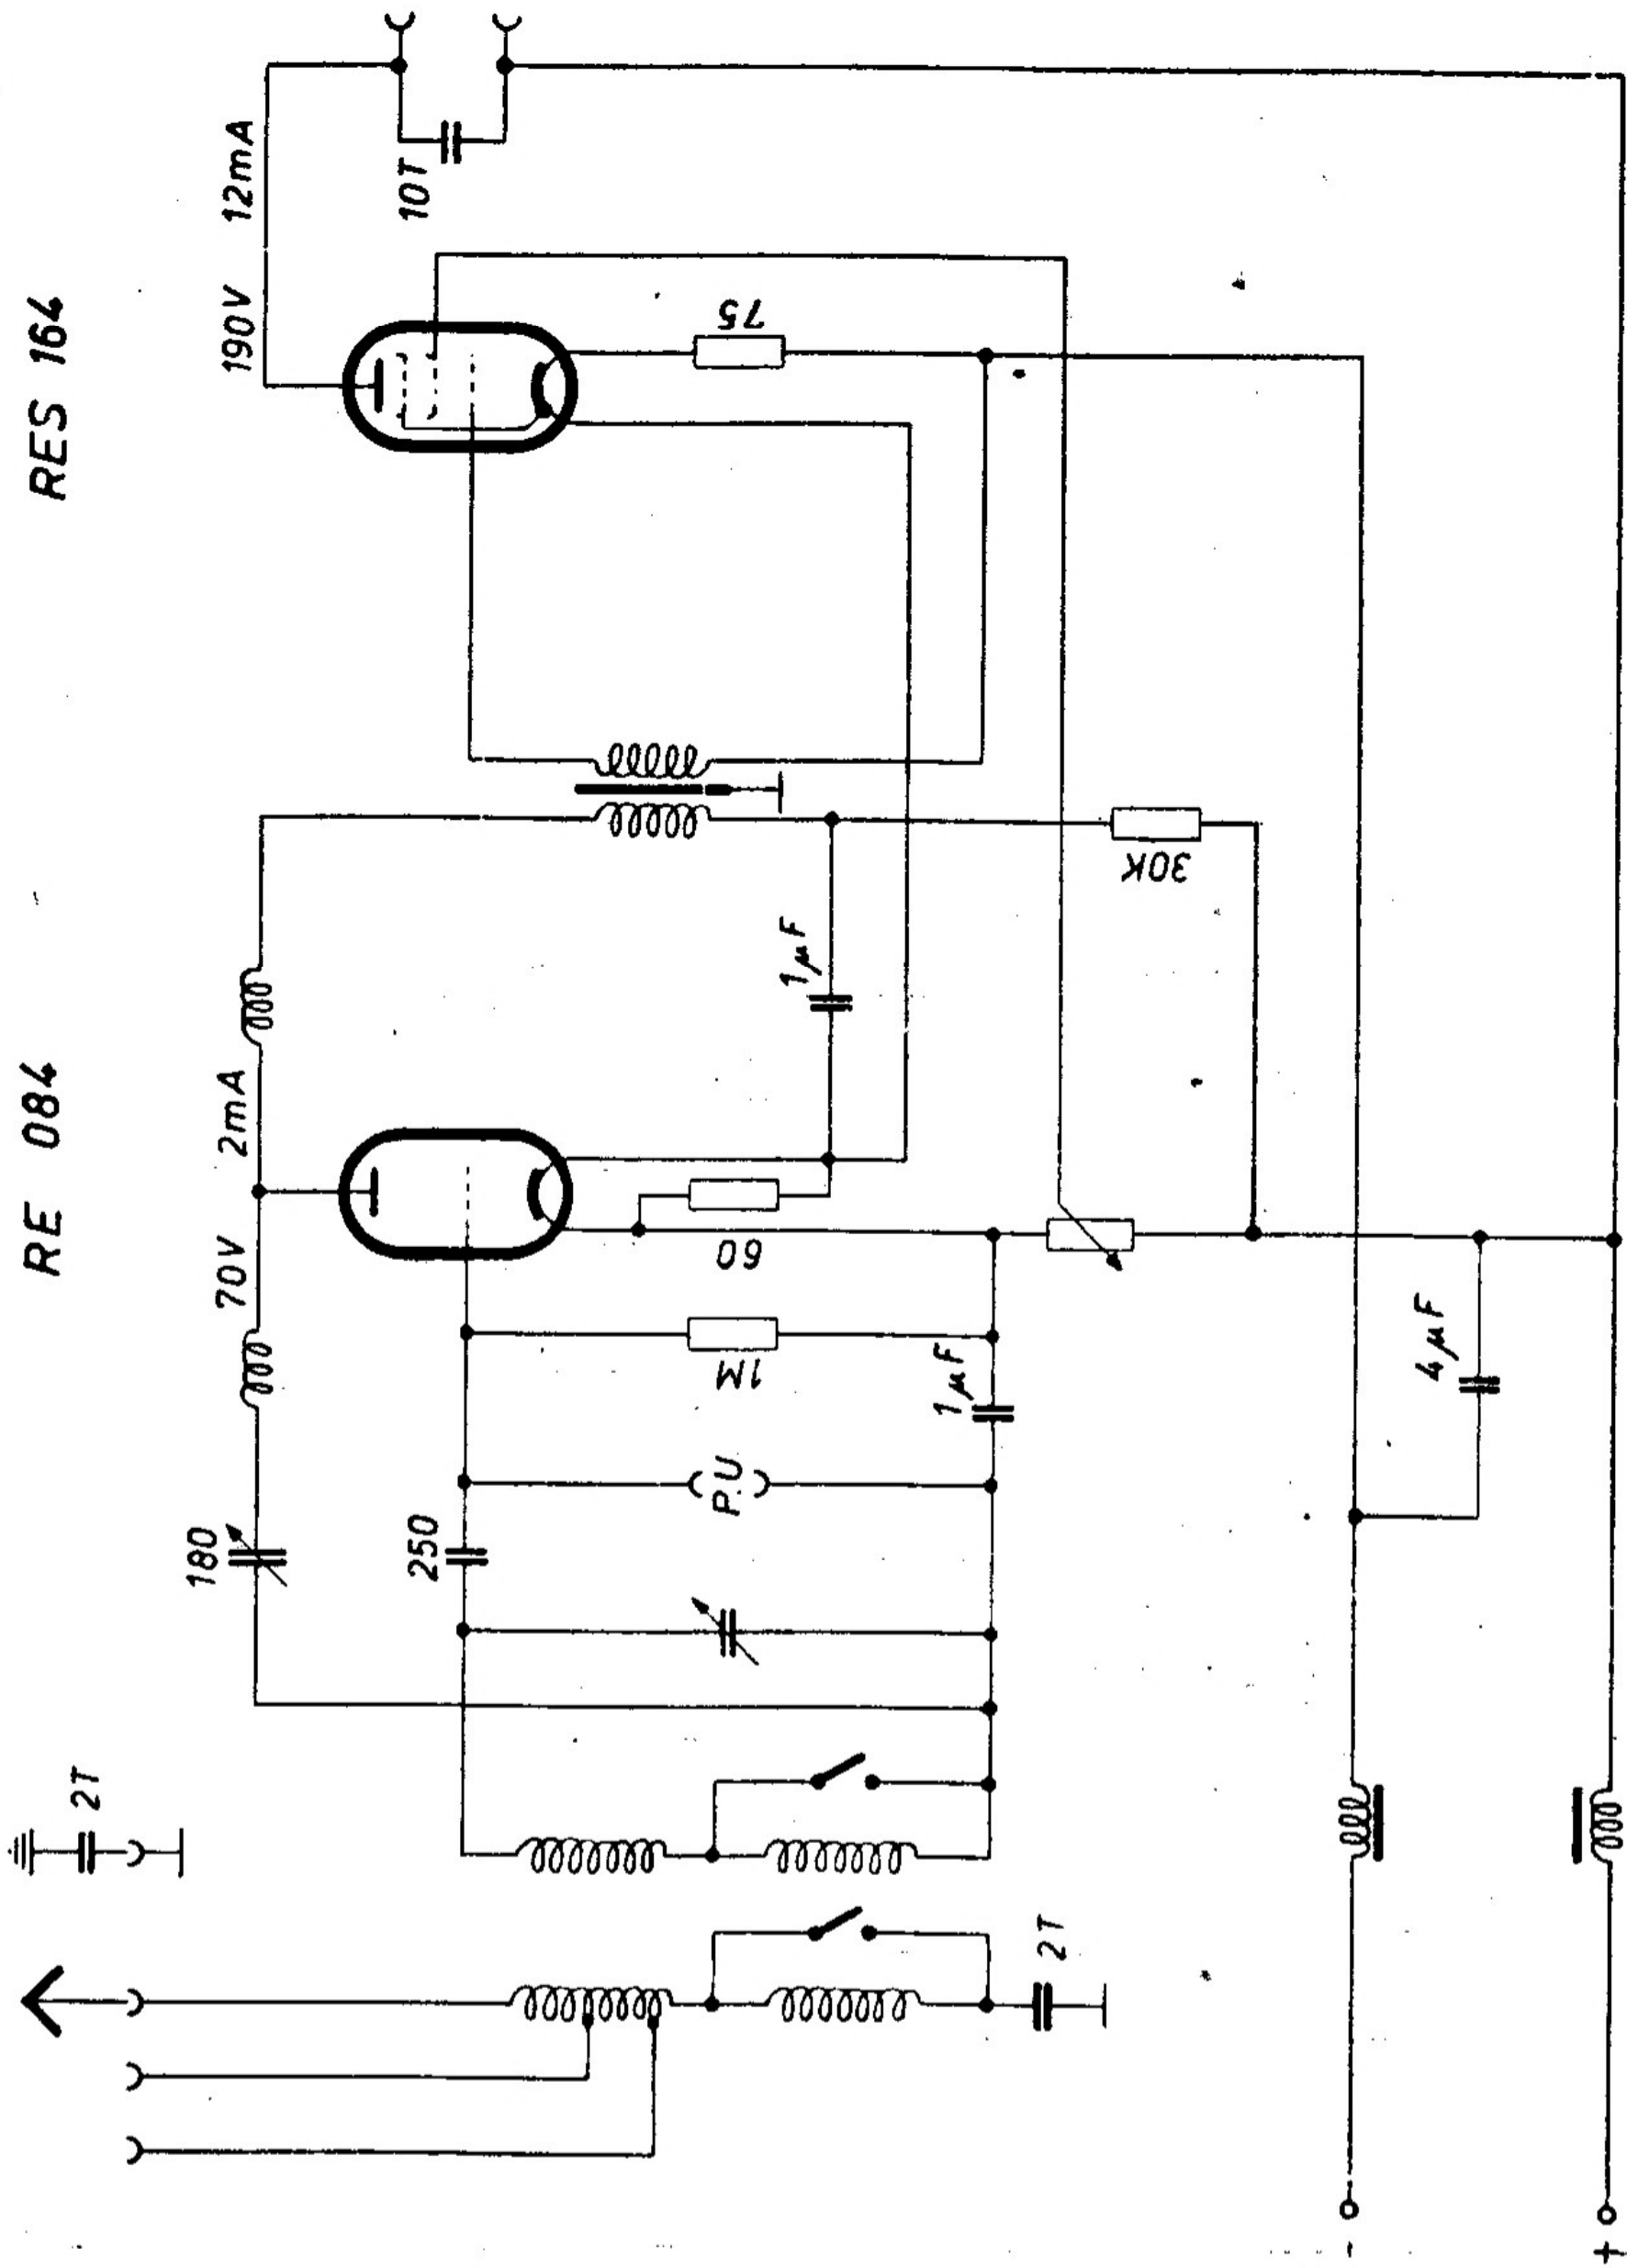 RE 084
RES 164
2T
180
70V
2mA
190V
12mA
10T
250
P.U
1M
60
1µF
1µF
75
30K
2T
4µF
-
+